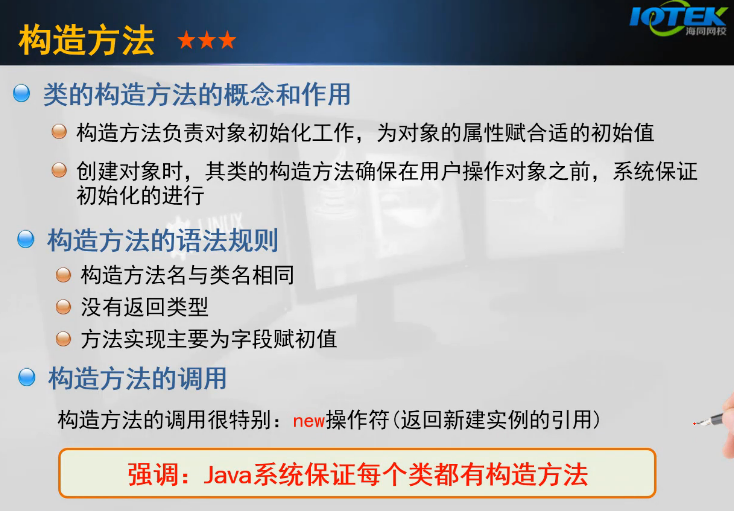 构造方法 ★★★
IOTEK
海同网校
类的构造方法的概念和作用
构造方法负责对象初始化工作，为对象的属性赋合适的初始值
创建对象时，其类的构造方法确保在用户操作对象之前，系统保证
初始化的进行
LINUX
构造方法的语法规则
构造方法名与类名相同
没有返回类型
方法实现主要为字段赋初值
构造方法的调用
构造方法的调用很特别：new操作符(返回新建实例的引用)
强调：Java系统保证每个类都有构造方法